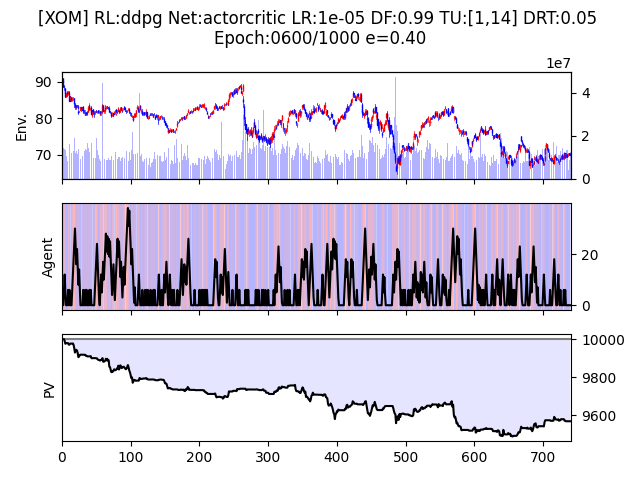 [XOM] RL:ddpg Net:actorcritic LR:1e-05 DF:0.99 TU:[1,14] DRT:0.05
Epoch:0600/1000 e=0.40
1e7
90
80
70
Env.
4
2
0
Agent
20
0
PV
10000
9800
9600
0 100 200 300 400 500 600 700